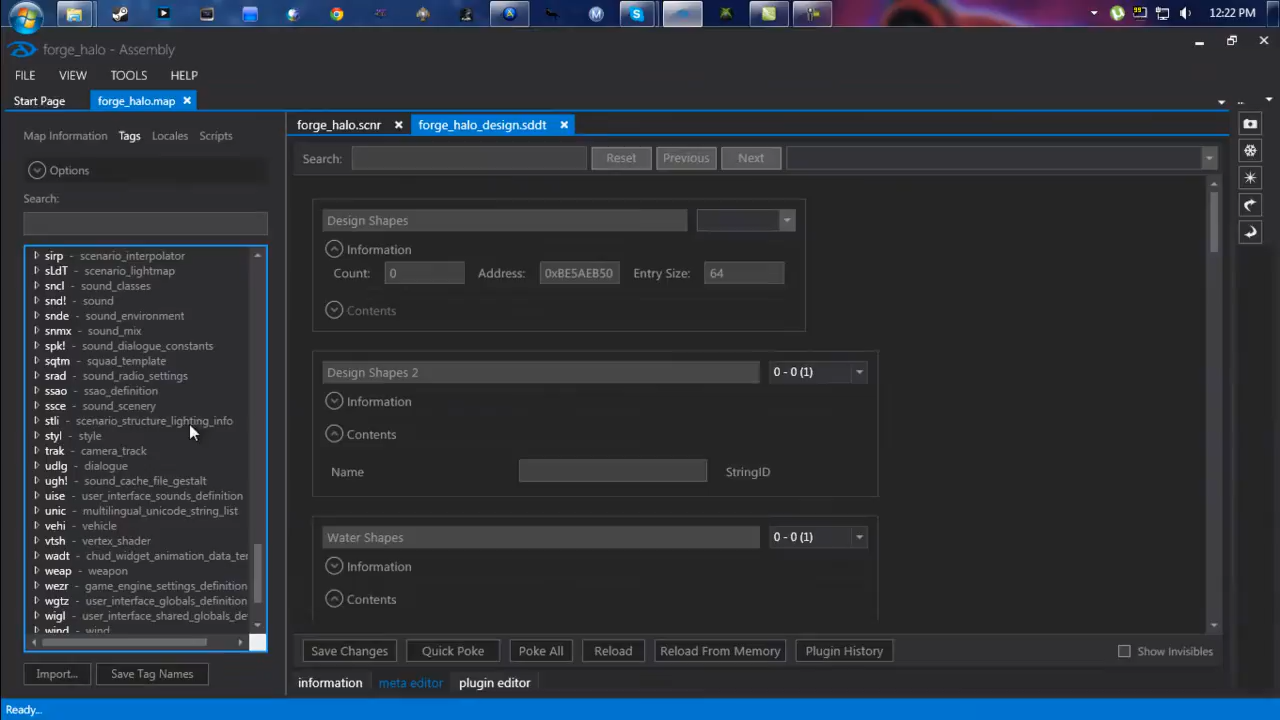 12:22 PM
forge_halo - Assembly
FILE VIEW TOOLS HELP
Start Page forge_halo.map
Map Information Tags Locales Scripts
Options
Search:
sirp - scenario_interpolator
sLdT - scenario_lightmap
sncl - sound_classes
snd! - sound
snde - sound_environment
snmx - sound_mix
spk! - sound_dialogue_constants
sqtm - squad_template
srad - sound_radio_settings
ssao - ssao_definition
ssce - sound_scenery
stli - scenario_structure_lighting_info
styl - style
trak - camera_track
udlg - dialogue
ugh! - sound_cache_file_gestalt
uise - user_interface_sounds_definition
unic - multilingual_unicode_string_list
vehi - vehicle
vtsh - vertex_shader
wadt - chud_widget_animation_data_ter
weap - weapon
wezr - game_engine_settings_definition
wgtz - user_interface_globals_definition
wigl - user_interface_shared_globals_de
wind - wind
Import... Save Tag Names
forge_halo.scnr forge_halo_design.sddt
Search: Reset Previous Next
Design Shapes
Information
Count: 0 Address: 0xBE5AEB50 Entry Size: 64
Contents
Design Shapes 2 0 - 0 (1)
Information
Contents
Name StringID
Water Shapes 0 - 0 (1)
Information
Contents
Save Changes Quick Poke Poke All Reload Reload From Memory Plugin History Show Invisibles
information meta editor plugin editor
Ready...